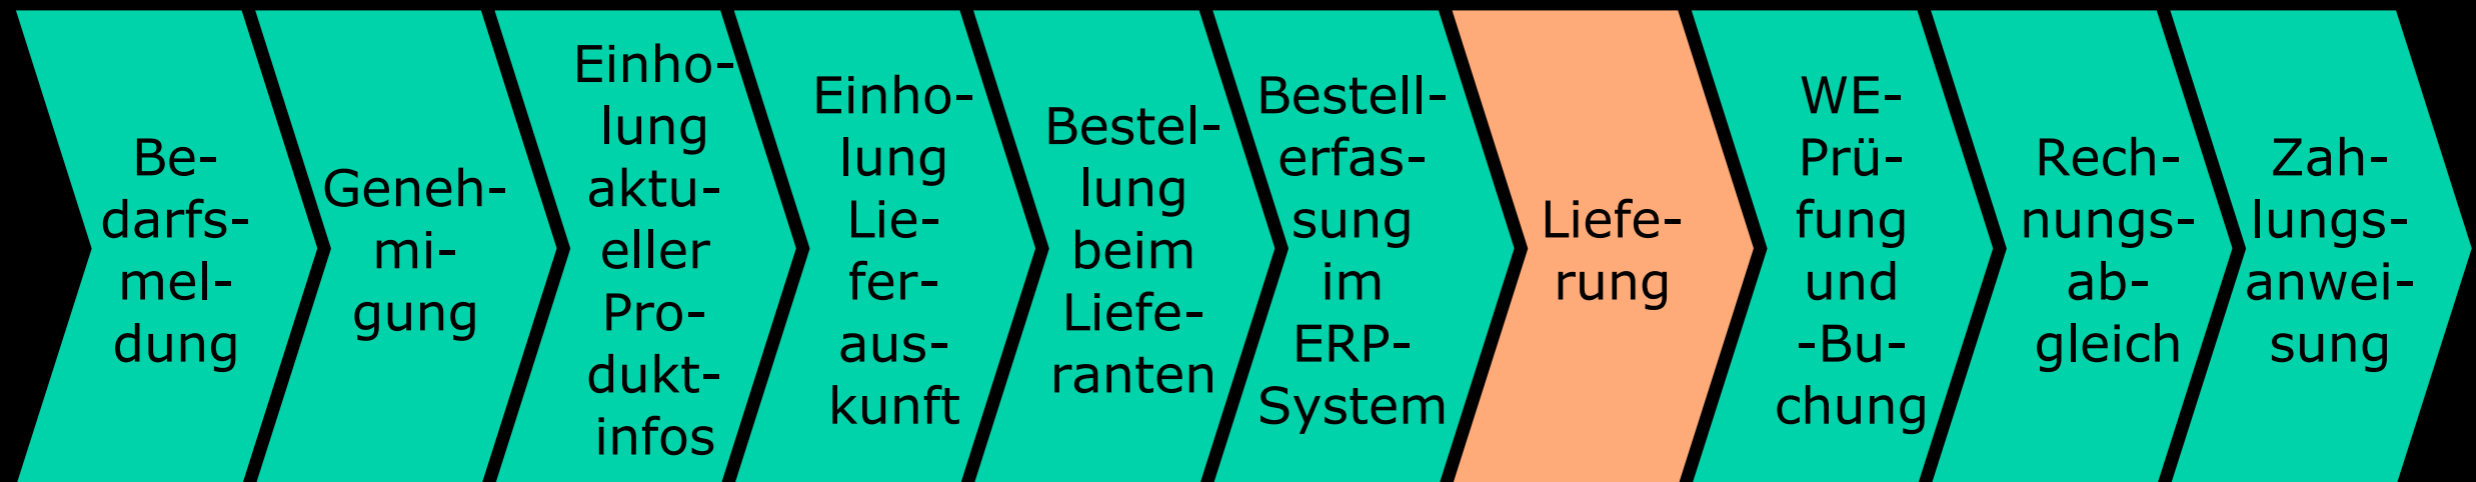 Be-
darfs-
mel-
dung
Geneh-
mi-
gung
Einho-
lung
aktu-
eller
Pro-
dukt-
infos
Einho-
lung
Lie-
fer-
aus-
kunft
Bestel-
lung
beim
Liefe-
ranten
Bestell-
erfas-
sung
im
ERP-
System
Liefe-
rung
WE-
Prü-
fung
und
-Bu-
chung
Rech-
nungs-
ab-
gleich
Zah-
lungs-
anwei-
sung